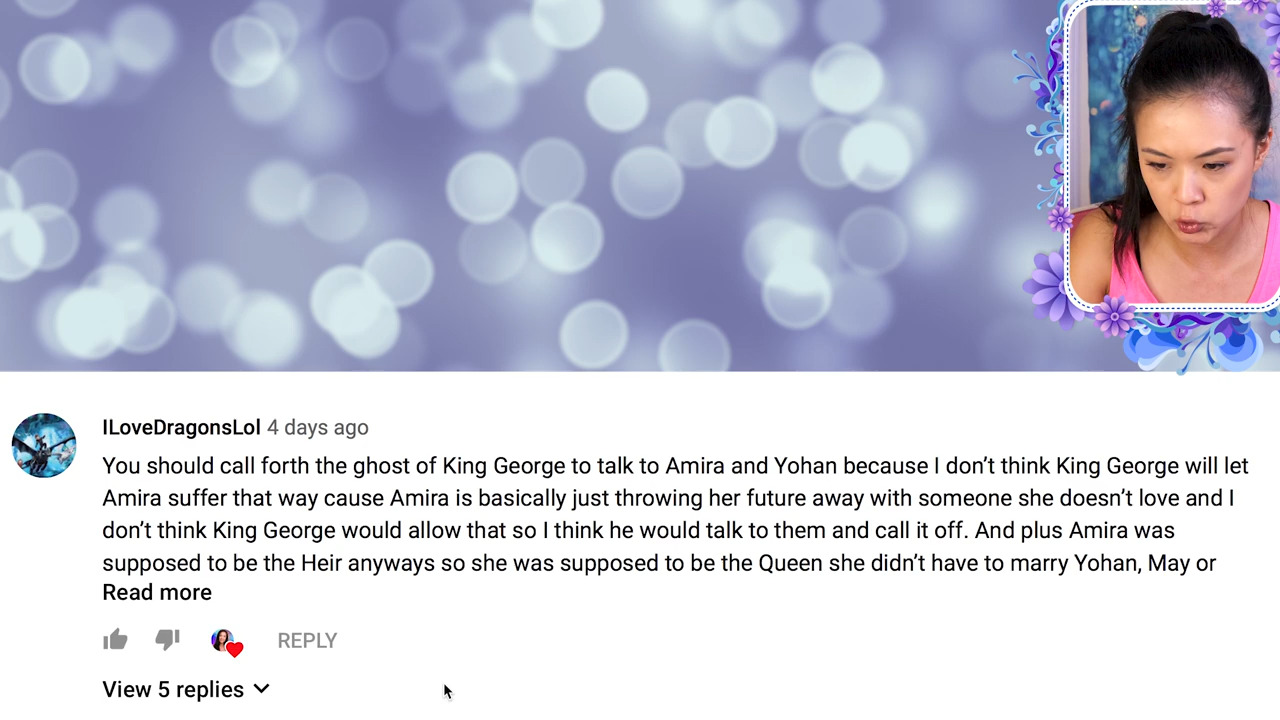 ILoveDragonsLol 4 days ago
You should call forth the ghost of King George to talk to Amira and Yohan because I don’t think King George will let
Amira suffer that way cause Amira is basically just throwing her future away with someone she doesn’t love and I
don’t think King George would allow that so I think he would talk to them and call it off. And plus Amira was
supposed to be the Heir anyways so she was supposed to be the Queen she didn’t have to marry Yohan, May or
Read more
REPLY
View 5 replies